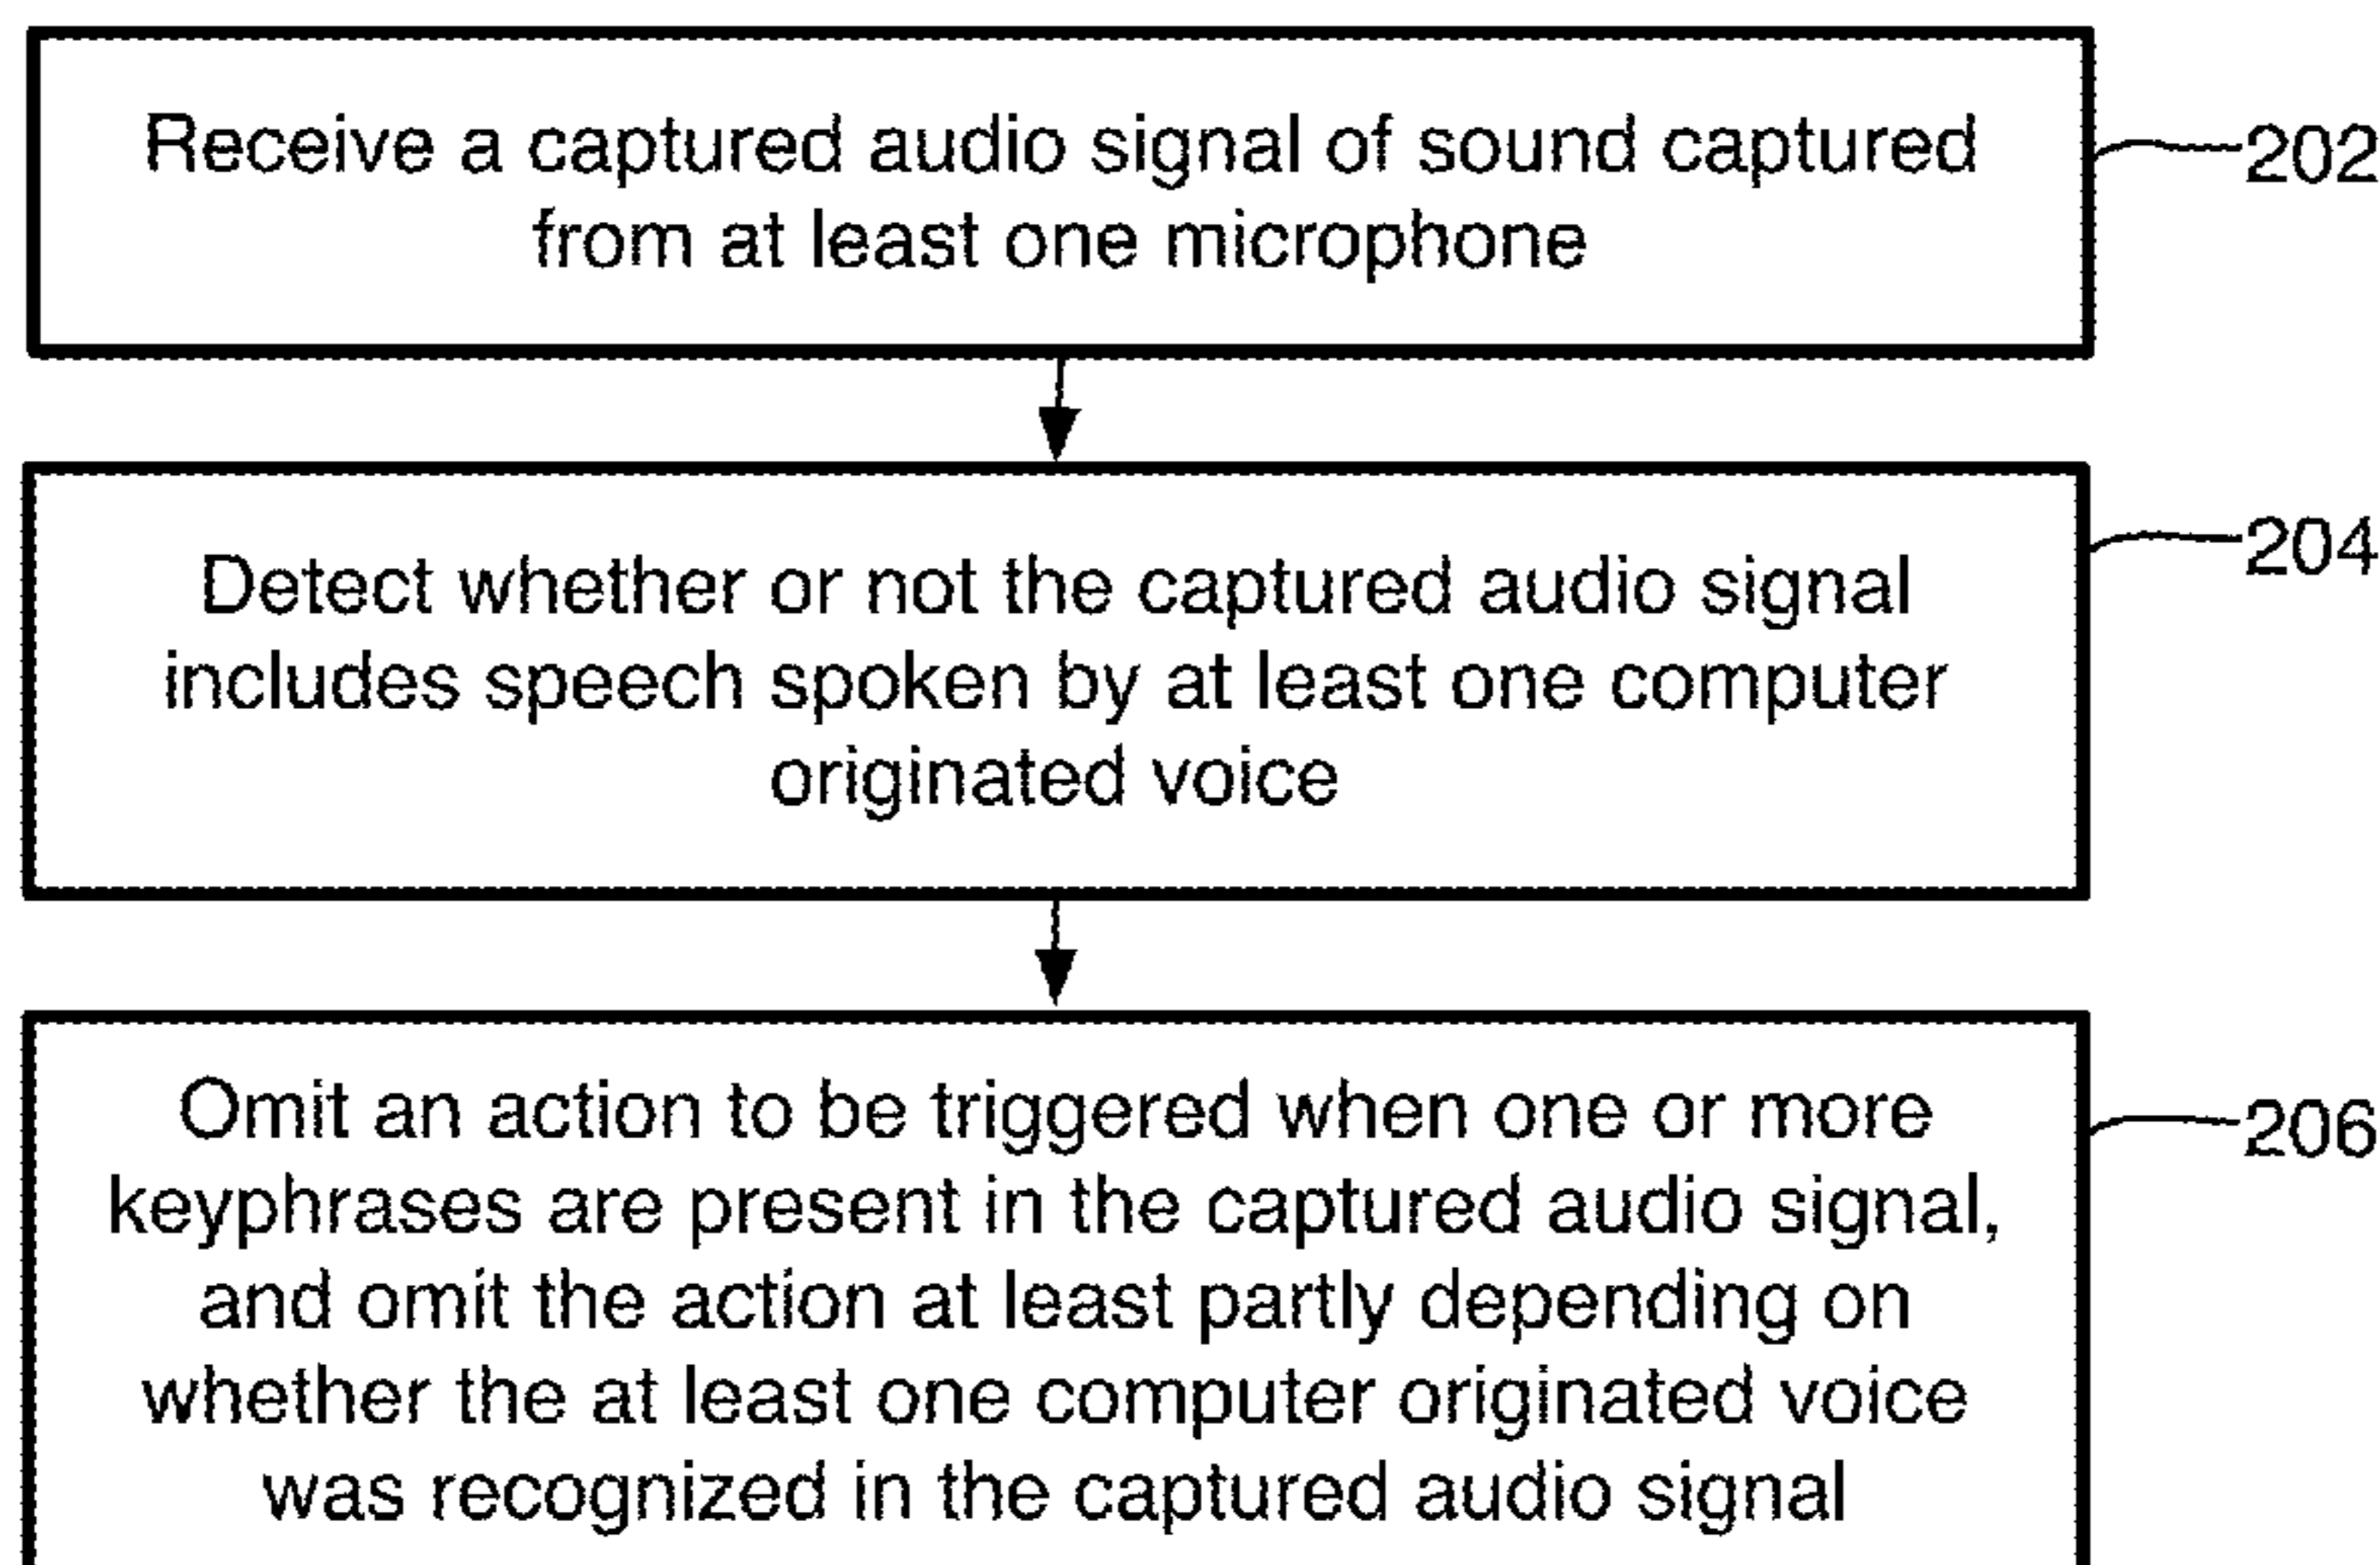 Receive a captured audio signal of sound captured
from at least one microphone
202
Detect whether or not the captured audio signal
includes speech spoken by at least one computer
originated voice
204
Omit an action to be triggered when one or more
keyphrases are present in the captured audio signal,
and omit the action at least partly depending on
whether the at least one computer originated voice
was recognized in the captured audio signal
206